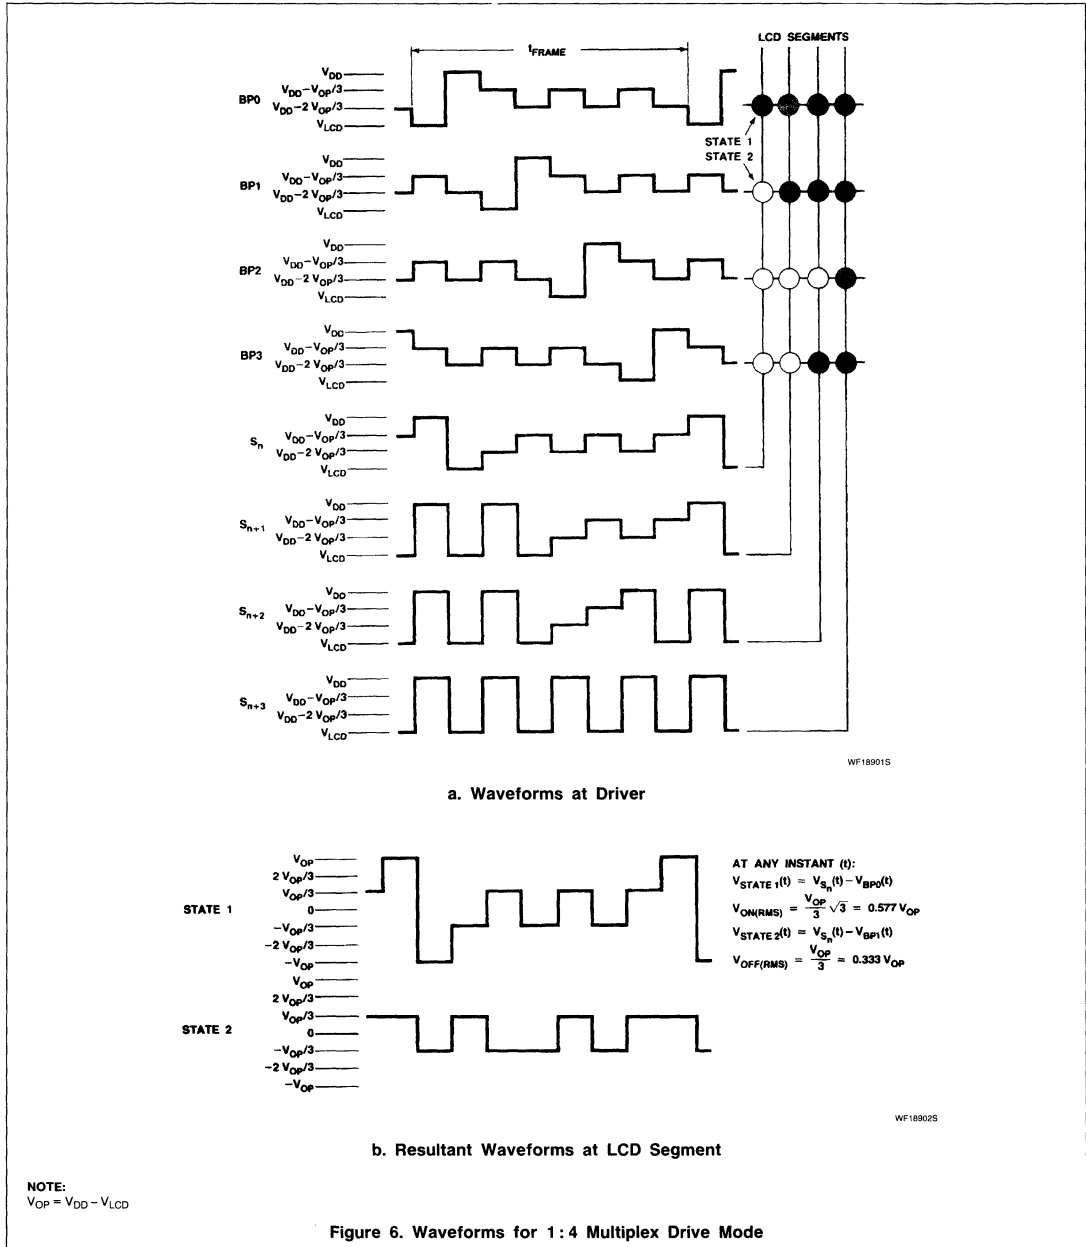 tFRAME
LCD SEGMENTS
BP0
VDD
VDD−VOP/3
VDD−2 VOP/3
VLCD
STATE 1
STATE 2
BP1
VDD
VDD−VOP/3
VDD−2 VOP/3
VLCD
BP2
VDD
VDD−VOP/3
VDD−2 VOP/3
VLCD
BP3
VDD
VDD−VOP/3
VDD−2 VOP/3
VLCD
Sn
VDD
VDD−VOP/3
VDD−2 VOP/3
VLCD
Sn+1
VDD
VDD−VOP/3
VDD−2 VOP/3
VLCD
Sn+2
VDD
VDD−VOP/3
VDD−2 VOP/3
VLCD
Sn+3
VDD
VDD−VOP/3
VDD−2 VOP/3
VLCD
WF18901S
a. Waveforms at Driver
STATE 1
VOP
2 VOP/3
VOP/3
0
−VOP/3
−2 VOP/3
−VOP
STATE 2
VOP
2 VOP/3
VOP/3
0
−VOP/3
−2 VOP/3
−VOP
AT ANY INSTANT (t):
VSTATE 1(t) = VSn(t) − VBP0(t)
VON(RMS) = VOP/3 √3 = 0.577 VOP
VSTATE 2(t) = VSn(t) − VBP1(t)
VOFF(RMS) = VOP/3 = 0.333 VOP
WF18902S
b. Resultant Waveforms at LCD Segment
NOTE:
VOP = VDD − VLCD
Figure 6. Waveforms for 1:4 Multiplex Drive Mode